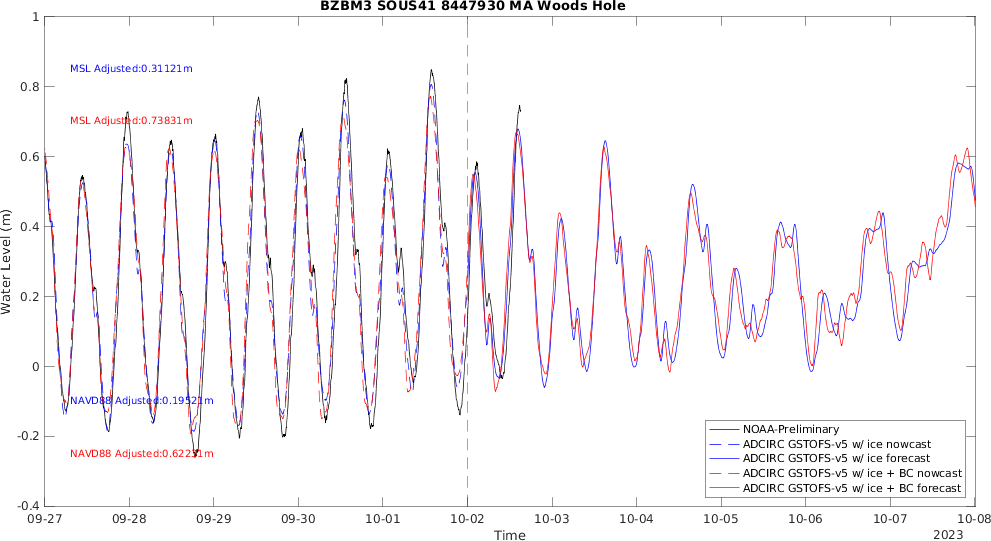 BZBM3 SOUS41 8447930 MA Woods Hole
1
0.8
0.6
0.4
0.2
0
-0.2
-0.4
Water Level (m)
MSL Adjusted:0.31121m
MSL Adjusted:0.73831m
NAVD88 Adjusted:0.19521m
NAVD88 Adjusted:0.62231m
NOAA-Preliminary
ADCIRC GSTOFS-v5 w/ ice nowcast
ADCIRC GSTOFS-v5 w/ ice forecast
ADCIRC GSTOFS-v5 w/ ice + BC nowcast
ADCIRC GSTOFS-v5 w/ ice + BC forecast
09-27 09-28 09-29 09-30 10-01 10-02 10-03 10-04 10-05 10-06 10-07 10-08
Time
2023